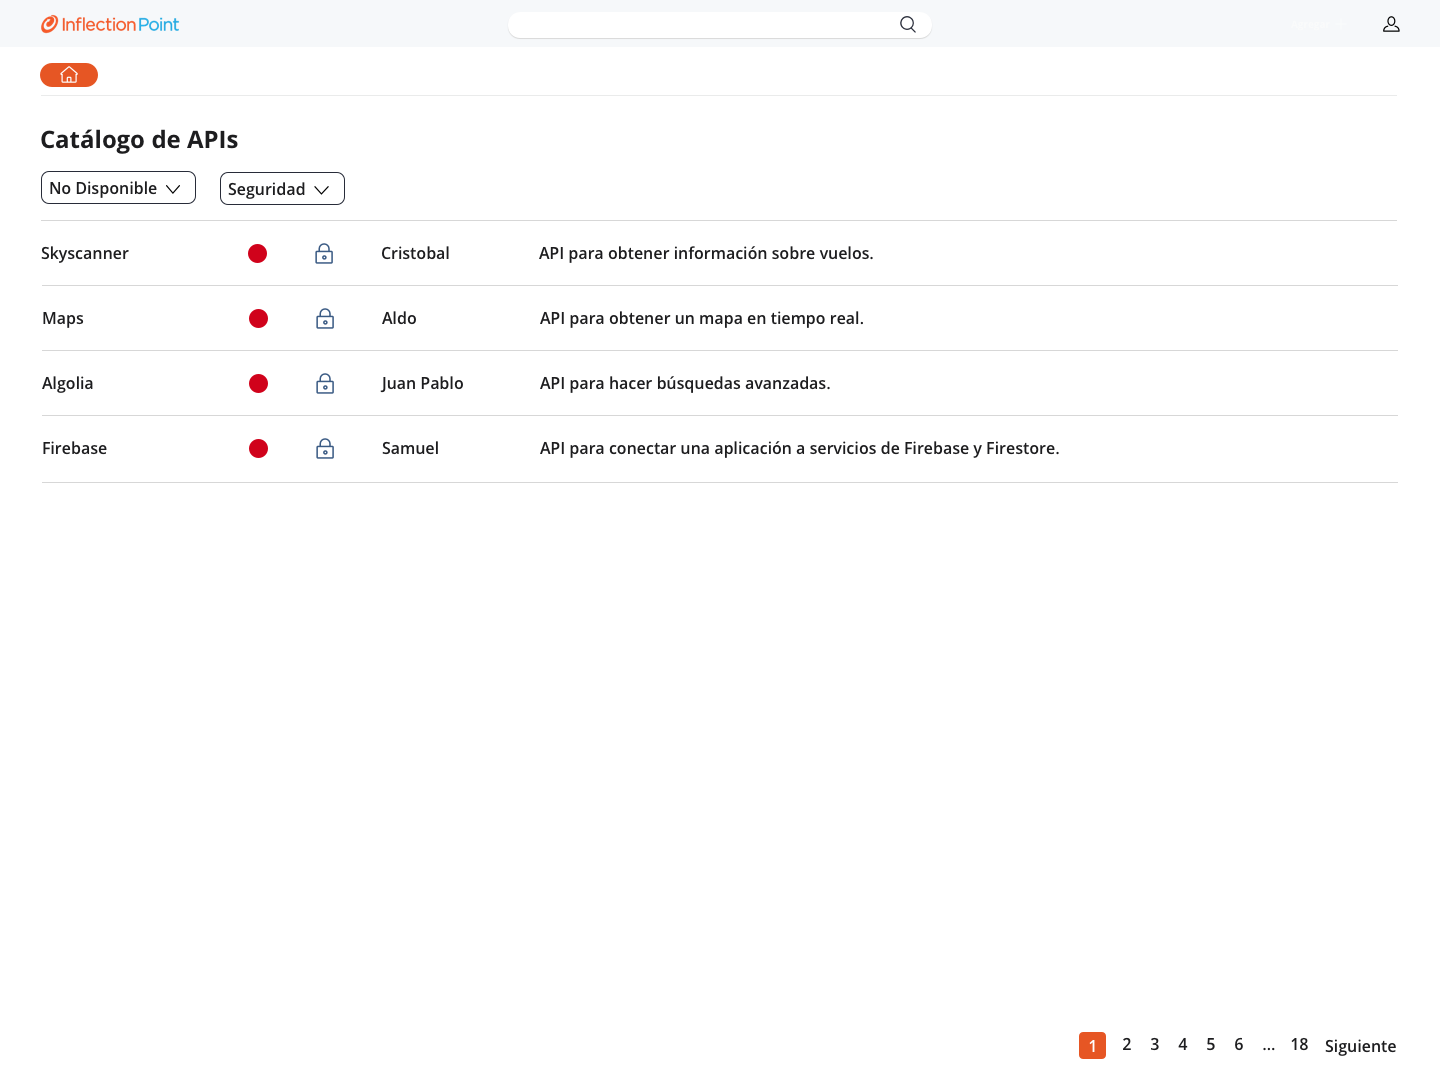 Inflection Point
Catálogo de APIs
No Disponible
Seguridad
Skyscanner Cristobal API para obtener información sobre vuelos.
Maps Aldo API para obtener un mapa en tiempo real.
Algolia Juan Pablo API para hacer búsquedas avanzadas.
Firebase Samuel API para conectar una aplicación a servicios de Firebase y Firestore.
1 2 3 4 5 6 ... 18 Siguiente